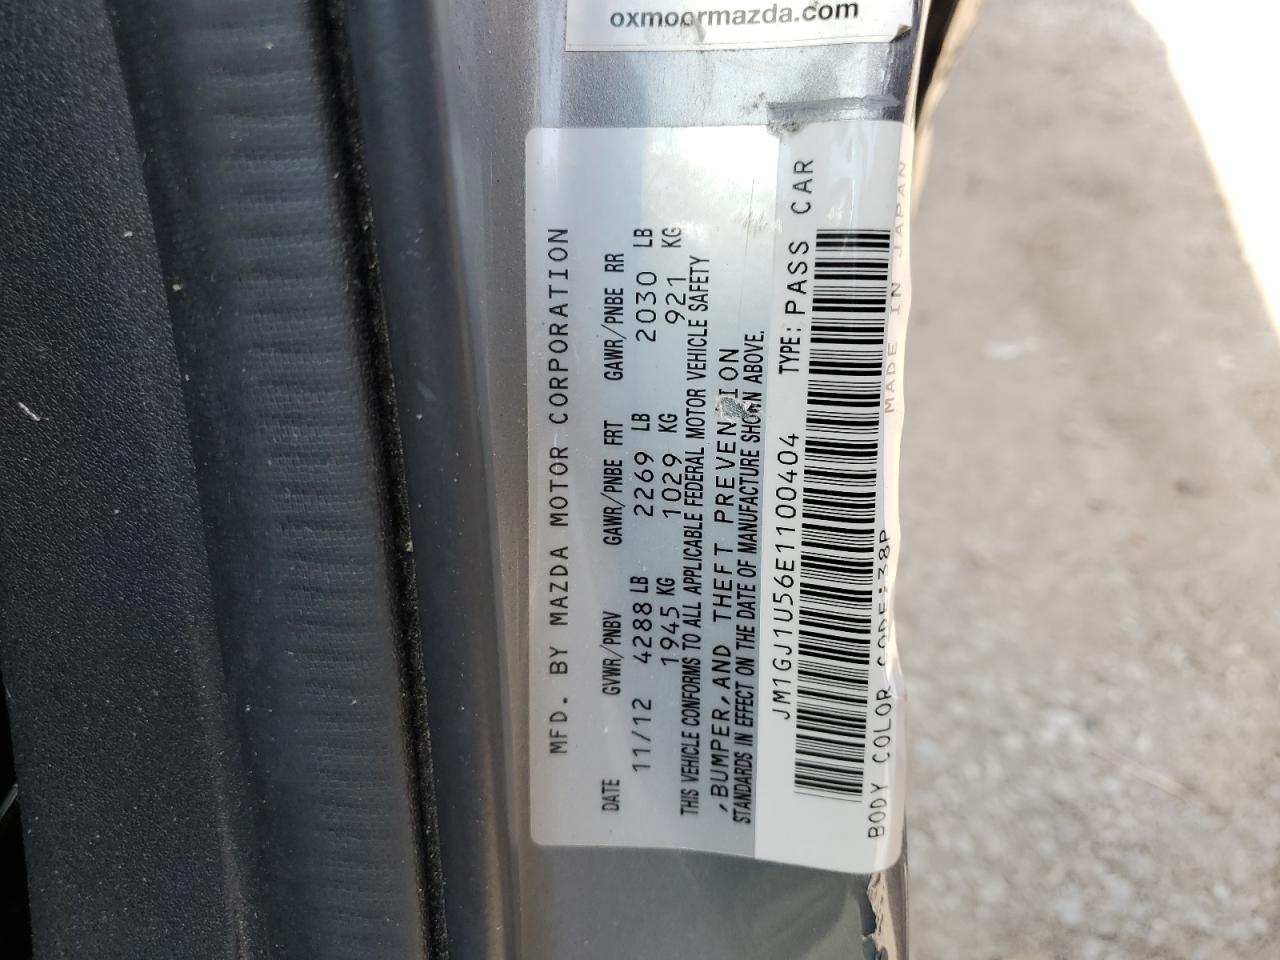 oxmoormazda.com
MFD. BY MAZDA MOTOR CORPORATION
DATE GVWR/PNBV GAWR/PNBE FRT GAWR/PNBE RR
11/12 4288 LB 2269 LB 2030 LB
1945 KG 1029 KG 921 KG
THIS VEHICLE CONFORMS TO ALL APPLICABLE FEDERAL MOTOR VEHICLE SAFETY
,BUMPER,AND THEFT PREVENTION
STANDARDS IN EFFECT ON THE DATE OF MANUFACTURE SHOWN ABOVE.
JM1GJ1U56E1100404 TYPE: PASS CAR
BODY COLOR CODE:38P MADE IN JAPAN